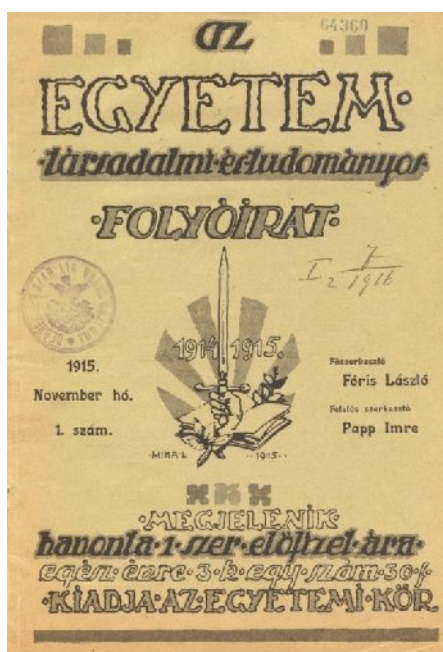 64360
az
EGYETEM·
·társadalmi·és·tudományos·
·FOLYÓIRAT·
I 2 7/1916
1914 1915.
1915.
November hó.
1. szám.
Főszerkesztő
Fóris László
Felelős szerkesztő
Papp Imre
1915·
·MEGJELENIK·
havonta·1·szer·előfizet·ára·
egész·évre·3·k·egy·szám·30·f·
·KIADJA·AZ·EGYETEMI·KÖR·